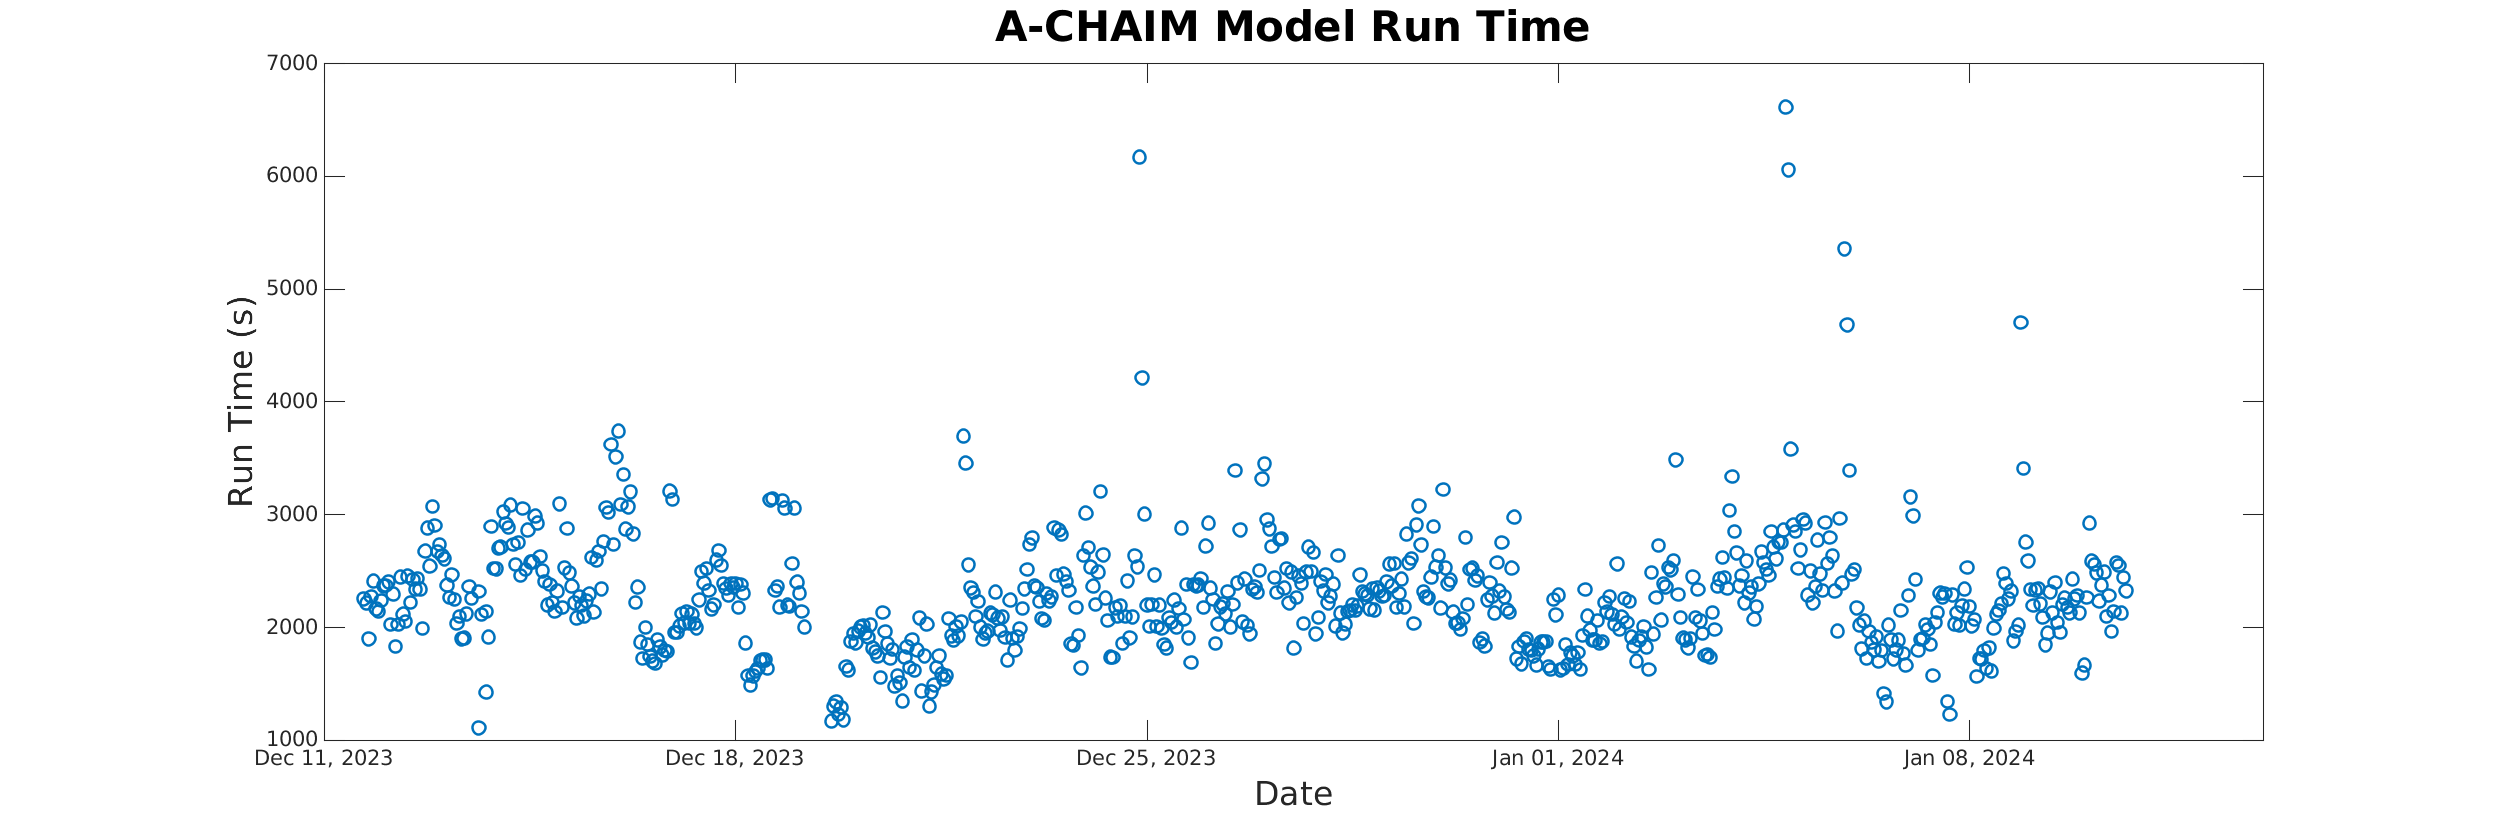 A-CHAIM Model Run Time
7000
6000
5000
4000
3000
2000
1000
Run Time (s)
Dec 11, 2023 Dec 18, 2023 Dec 25, 2023 Jan 01, 2024 Jan 08, 2024
Date